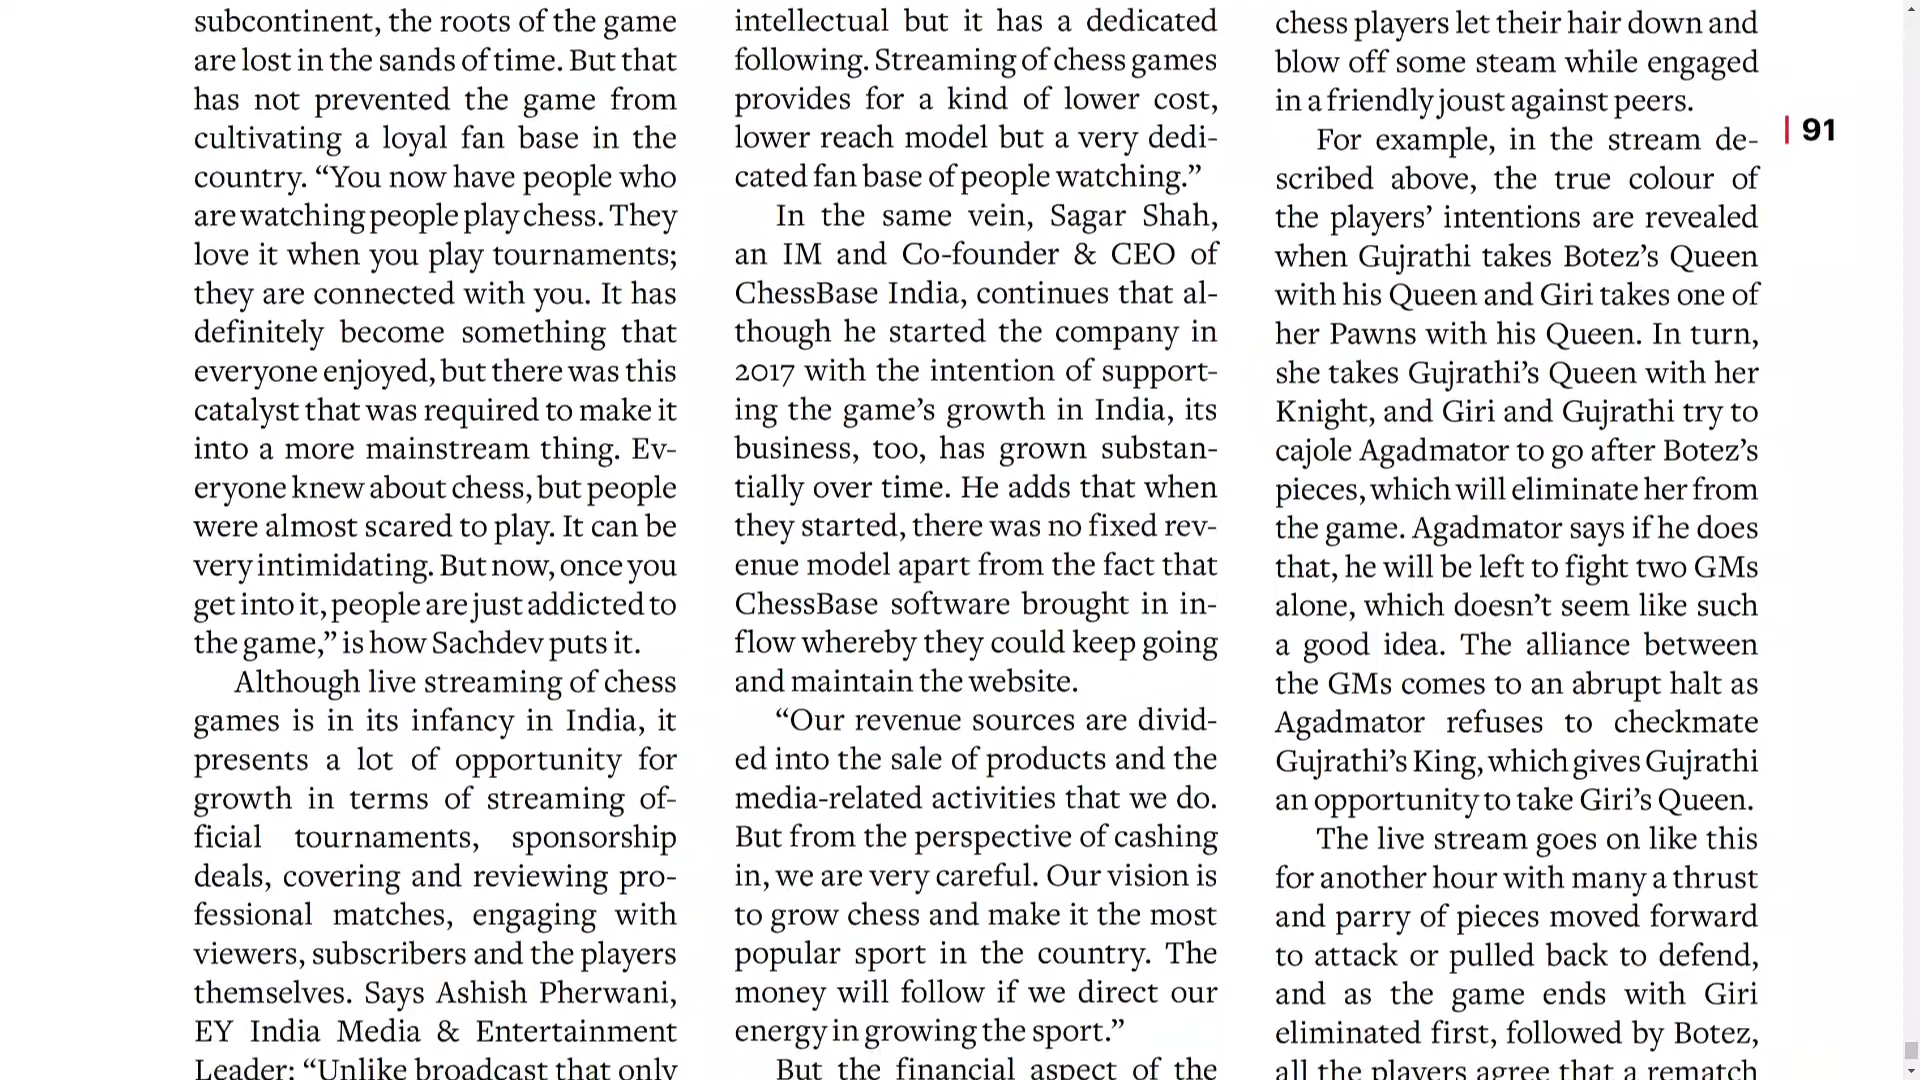 subcontinent, the roots of the game
are lost in the sands of time. But that
has not prevented the game from
cultivating a loyal fan base in the
country. “You now have people who
are watching people play chess. They
love it when you play tournaments;
they are connected with you. It has
definitely become something that
everyone enjoyed, but there was this
catalyst that was required to make it
into a more mainstream thing. Ev-
eryone knew about chess, but people
were almost scared to play. It can be
very intimidating. But now, once you
get into it, people are just addicted to
the game,” is how Sachdev puts it.
Although live streaming of chess
games is in its infancy in India, it
presents a lot of opportunity for
growth in terms of streaming of-
ficial tournaments, sponsorship
deals, covering and reviewing pro-
fessional matches, engaging with
viewers, subscribers and the players
themselves. Says Ashish Pherwani,
EY India Media & Entertainment
Leader: “Unlike broadcast that only
intellectual but it has a dedicated
following. Streaming of chess games
provides for a kind of lower cost,
lower reach model but a very dedi-
cated fan base of people watching.”
In the same vein, Sagar Shah,
an IM and Co-founder & CEO of
ChessBase India, continues that al-
though he started the company in
2017 with the intention of support-
ing the game’s growth in India, its
business, too, has grown substan-
tially over time. He adds that when
they started, there was no fixed rev-
enue model apart from the fact that
ChessBase software brought in in-
flow whereby they could keep going
and maintain the website.
“Our revenue sources are divid-
ed into the sale of products and the
media-related activities that we do.
But from the perspective of cashing
in, we are very careful. Our vision is
to grow chess and make it the most
popular sport in the country. The
money will follow if we direct our
energy in growing the sport.”
But the financial aspect of the
chess players let their hair down and
blow off some steam while engaged
in a friendly joust against peers.
For example, in the stream de-
scribed above, the true colour of
the players’ intentions are revealed
when Gujrathi takes Botez’s Queen
with his Queen and Giri takes one of
her Pawns with his Queen. In turn,
she takes Gujrathi’s Queen with her
Knight, and Giri and Gujrathi try to
cajole Agadmator to go after Botez’s
pieces, which will eliminate her from
the game. Agadmator says if he does
that, he will be left to fight two GMs
alone, which doesn’t seem like such
a good idea. The alliance between
the GMs comes to an abrupt halt as
Agadmator refuses to checkmate
Gujrathi’s King, which gives Gujrathi
an opportunity to take Giri’s Queen.
The live stream goes on like this
for another hour with many a thrust
and parry of pieces moved forward
to attack or pulled back to defend,
and as the game ends with Giri
eliminated first, followed by Botez,
all the players agree that a rematch
| 91